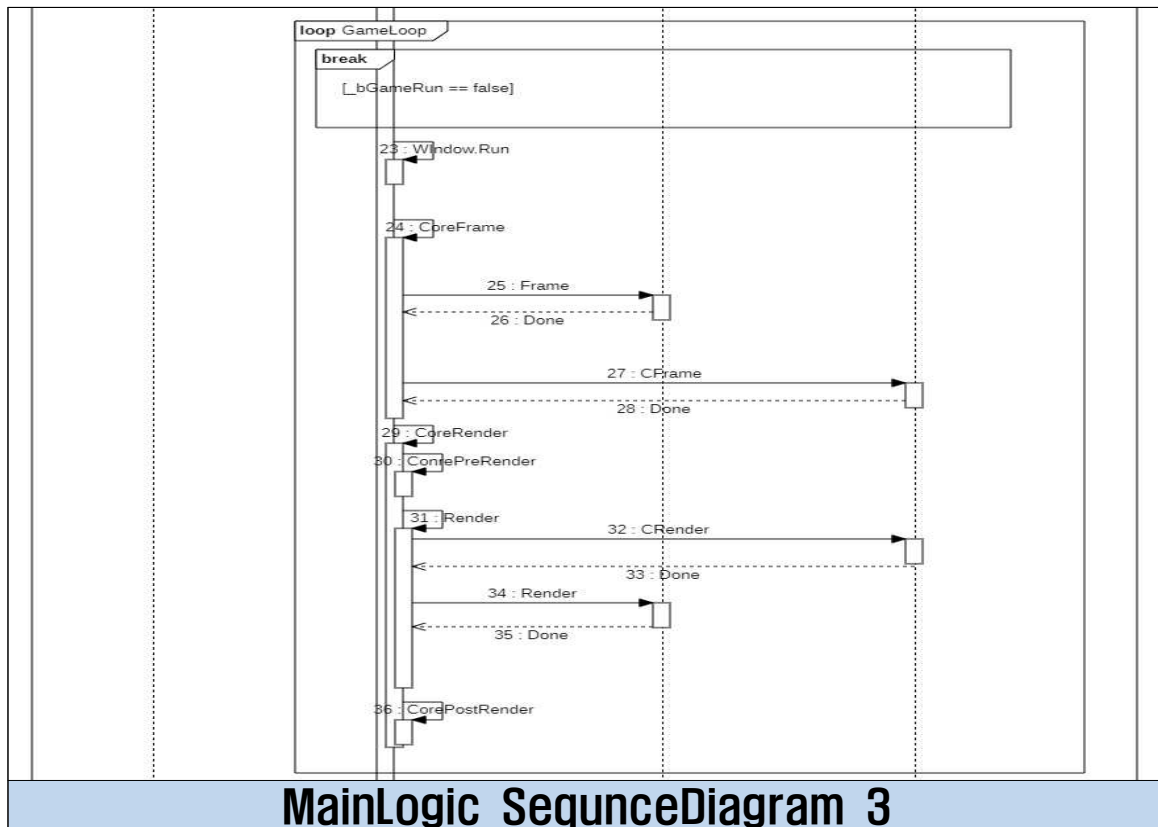 loop GameLoop
break
[_bGameRun == false]
23 : WIndow.Run
24 : CoreFrame
25 : Frame
26 : Done
27 : CFrame
28 : Done
29 : CoreRender
30 : ConrePreRender
31 : Render
32 : CRender
33 : Done
34 : Render
35 : Done
36 : CorePostRender
MainLogic SequnceDiagram 3